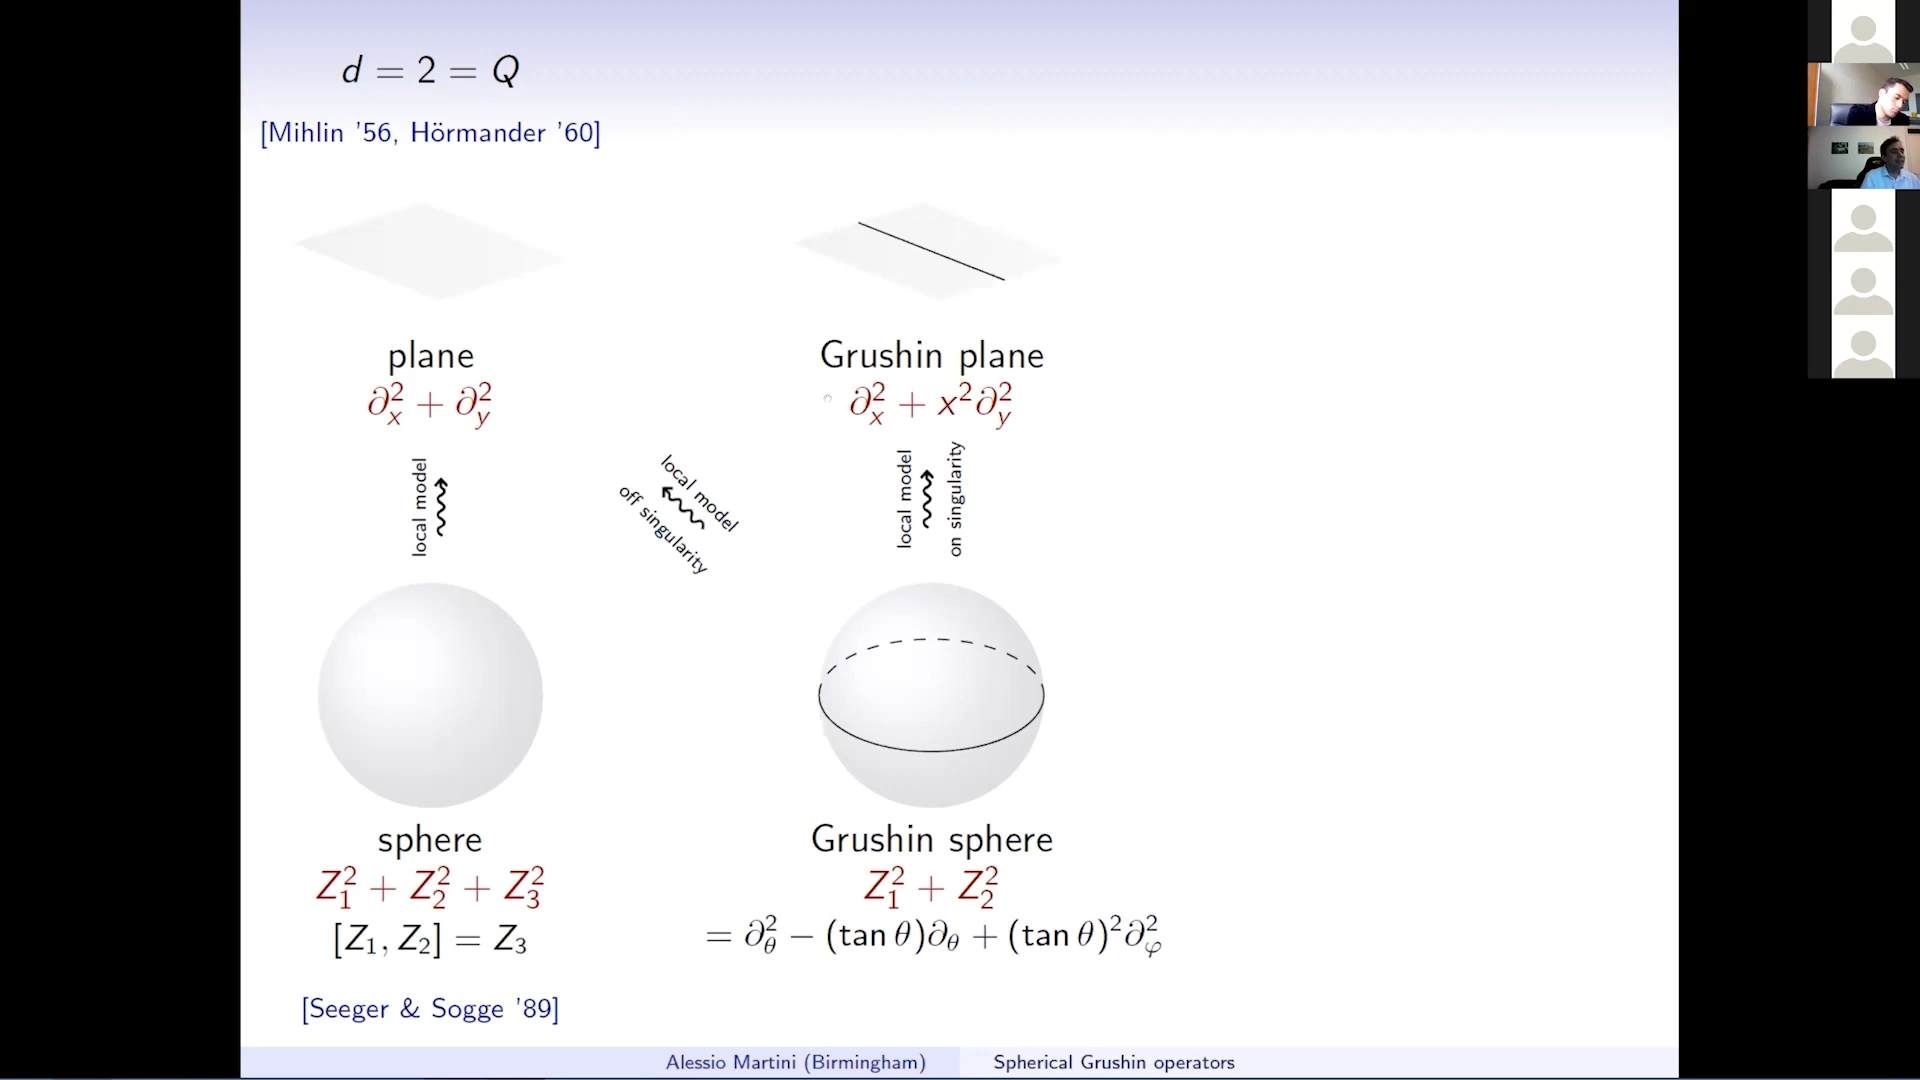 d = 2 = Q
[Mihlin ’56, Hörmander ’60]
plane
∂²ₓ + ∂²ᵧ
Grushin plane
∂²ₓ + x²∂²ᵧ
local model
local model
off singularity
local model
on singularity
sphere
Z₁² + Z₂² + Z₃²
[Z₁, Z₂] = Z₃
[Seeger & Sogge ’89]
Grushin sphere
Z₁² + Z₂²
= ∂²_θ − (tan θ)∂_θ + (tan θ)²∂²_φ
Alessio Martini (Birmingham)
Spherical Grushin operators